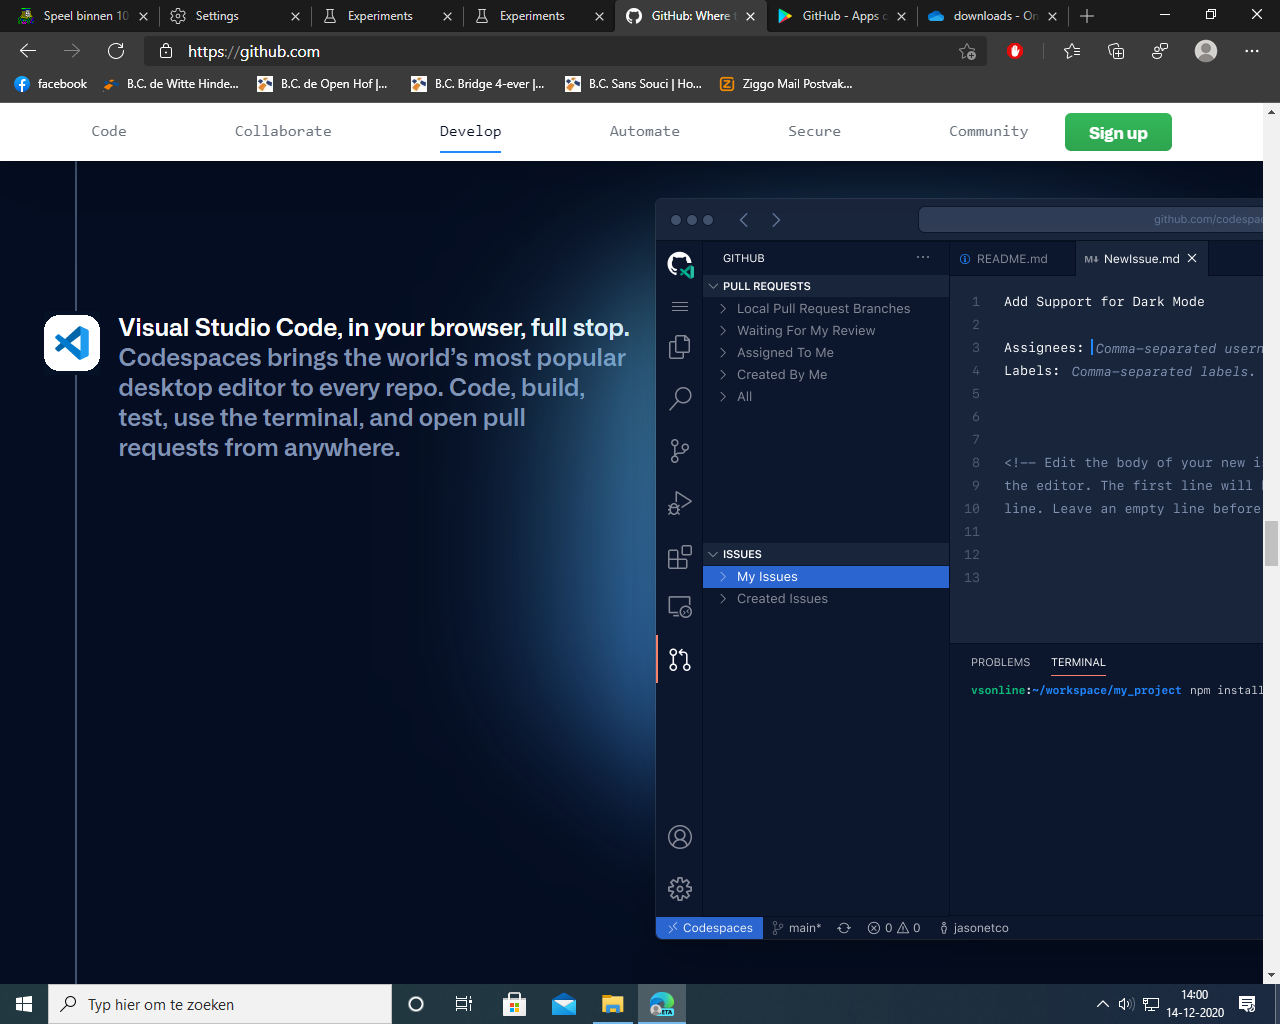 Speel binnen 10
Settings
Experiments
Experiments
GitHub: Where
GitHub - Apps
downloads - On
https://github.com
facebook
B.C. de Witte Hinde...
B.C. de Open Hof |...
B.C. Bridge 4-ever |...
B.C. Sans Souci | Ho...
Ziggo Mail Postvak...
Code
Collaborate
Develop
Automate
Secure
Community
Sign up
Visual Studio Code, in your browser, full stop.
Codespaces brings the world's most popular
desktop editor to every repo. Code, build,
test, use the terminal, and open pull
requests from anywhere.
github.com/codespac
GITHUB
PULL REQUESTS
Local Pull Request Branches
Waiting For My Review
Assigned To Me
Created By Me
All
ISSUES
My Issues
Created Issues
README.md
M↓ NewIssue.md
1 Add Support for Dark Mode
2
3 Assignees: Comma-separated usern
4 Labels: Comma-separated labels.
5
6
7
8 <!-- Edit the body of your new is
9 the editor. The first line will
10 line. Leave an empty line before
11
12
13
PROBLEMS
TERMINAL
vsonline:~/workspace/my_project npm install
Codespaces
main*
0
0
jasonetco
Typ hier om te zoeken
BETA
14:00
14-12-2020